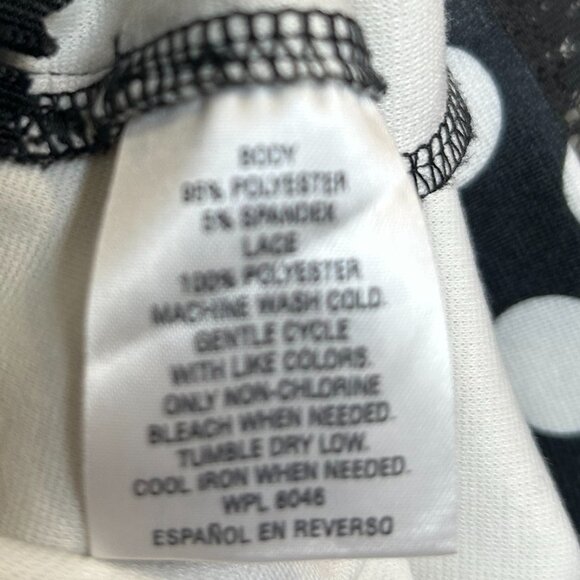 BODY
95% POLYESTER
5% SPANDEX
LACE
100% POLYESTER
MACHINE WASH COLD.
GENTLE CYCLE
WITH LIKE COLORS.
ONLY NON-CHLORINE
BLEACH WHEN NEEDED.
TUMBLE DRY LOW.
COOL IRON WHEN NEEDED.
WPL 8046
ESPAÑOL EN REVERSO